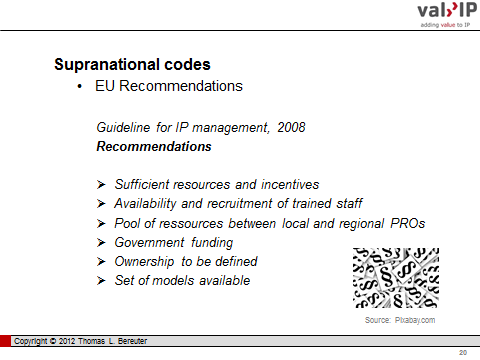 val IP
adding value to IP
Supranational codes
• EU Recommendations
Guideline for IP management, 2008
Recommendations
➢ Sufficient resources and incentives
➢ Availability and recruitment of trained staff
➢ Pool of ressources between local and regional PROs
➢ Government funding
➢ Ownership to be defined
➢ Set of models available
Source: Pixabay.com
Copyright © 2012 Thomas L. Bereuter
20